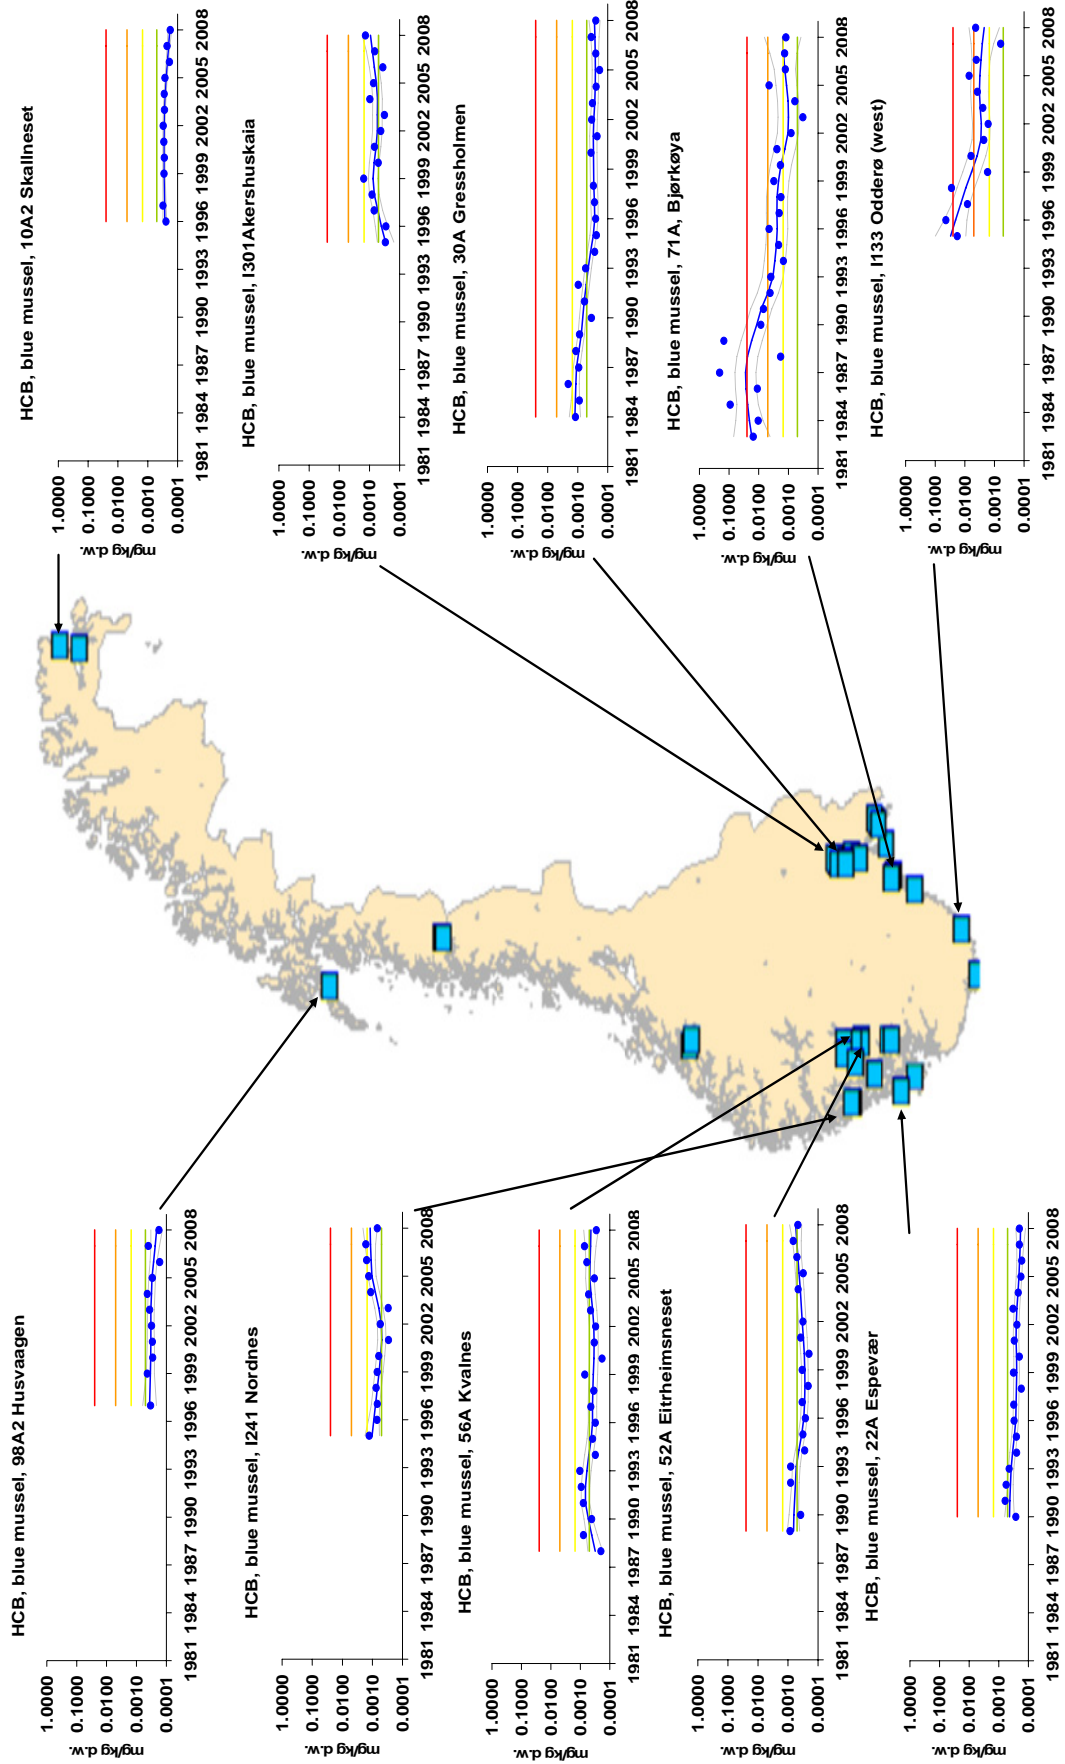 HCB, blue mussel, 98A2 Husvaagen
1.0000
0.1000
0.0100
0.0010
0.0001
mg/kg d.w.
1981 1984 1987 1990 1993 1996 1999 2002 2005 2008
HCB, blue mussel, I241 Nordnes
1.0000
0.1000
0.0100
0.0010
0.0001
mg/kg d.w.
1981 1984 1987 1990 1993 1996 1999 2002 2005 2008
HCB, blue mussel, 56A Kvalnes
1.0000
0.1000
0.0100
0.0010
0.0001
mg/kg d.w.
1981 1984 1987 1990 1993 1996 1999 2002 2005 2008
HCB, blue mussel, 52A Eitrheimsneset
1.0000
0.1000
0.0100
0.0010
0.0001
mg/kg d.w.
1981 1984 1987 1990 1993 1996 1999 2002 2005 2008
HCB, blue mussel, 22A Espevær
1.0000
0.1000
0.0100
0.0010
0.0001
mg/kg d.w.
1981 1984 1987 1990 1993 1996 1999 2002 2005 2008
HCB, blue mussel, 10A2 Skallneset
1.0000
0.1000
0.0100
0.0010
0.0001
mg/kg d.w.
1981 1984 1987 1990 1993 1996 1999 2002 2005 2008
HCB, blue mussel, I301Akershuskaia
1.0000
0.1000
0.0100
0.0010
0.0001
mg/kg d.w.
1981 1984 1987 1990 1993 1996 1999 2002 2005 2008
HCB, blue mussel, 30A Gressholmen
1.0000
0.1000
0.0100
0.0010
0.0001
mg/kg d.w.
1981 1984 1987 1990 1993 1996 1999 2002 2005 2008
HCB, blue mussel, 71A, Bjørkøya
1.0000
0.1000
0.0100
0.0010
0.0001
mg/kg d.w.
1981 1984 1987 1990 1993 1996 1999 2002 2005 2008
HCB, blue mussel, I133 Odderø (west)
1.0000
0.1000
0.0100
0.0010
0.0001
mg/kg d.w.
1981 1984 1987 1990 1993 1996 1999 2002 2005 2008